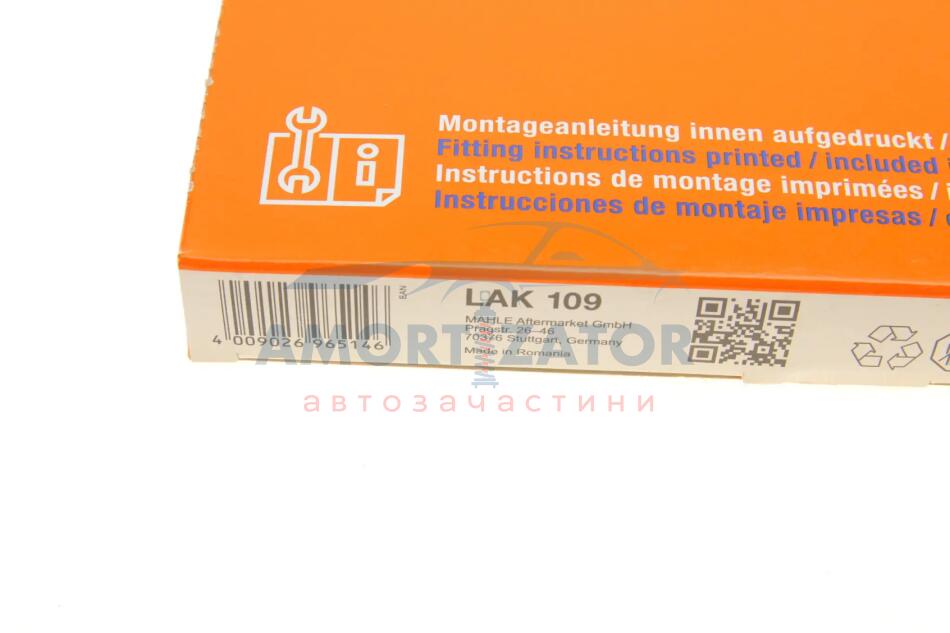 Montageanleitung innen aufgedruckt /
Fitting instructions printed / included
Instructions de montage imprimées /
Instrucciones de montaje impresas /
EAN
4 009026 965146
LAK 109
MAHLE Aftermarket GmbH
Pragstr. 26–46
70376 Stuttgart, Germany
Made in Romania
AMORTIZATOR
автозачастини